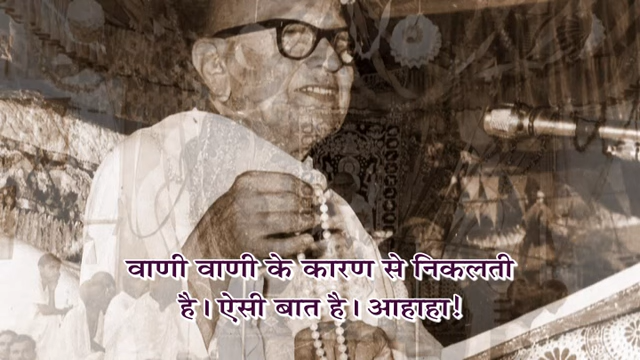 वाणी वाणी के कारण से निकलती
है। ऐसी बात है। आहाहा!